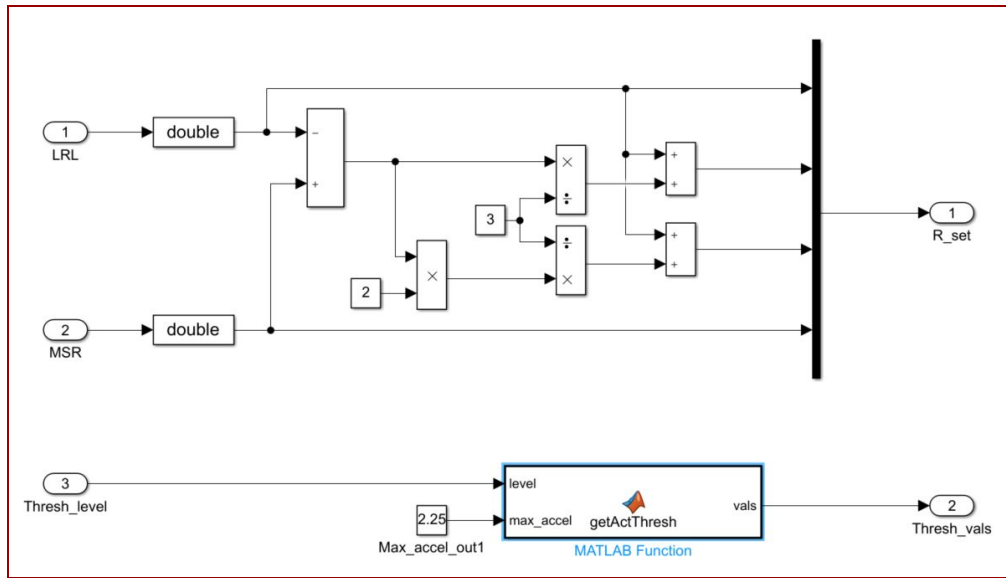 1
LRL
double
−
+
×
÷
+
+
3
÷
×
+
+
×
2
1
R_set
2
MSR
double
3
Thresh_level
2.25
Max_accel_out1
level
max_accel
getActThresh
vals
MATLAB Function
2
Thresh_vals